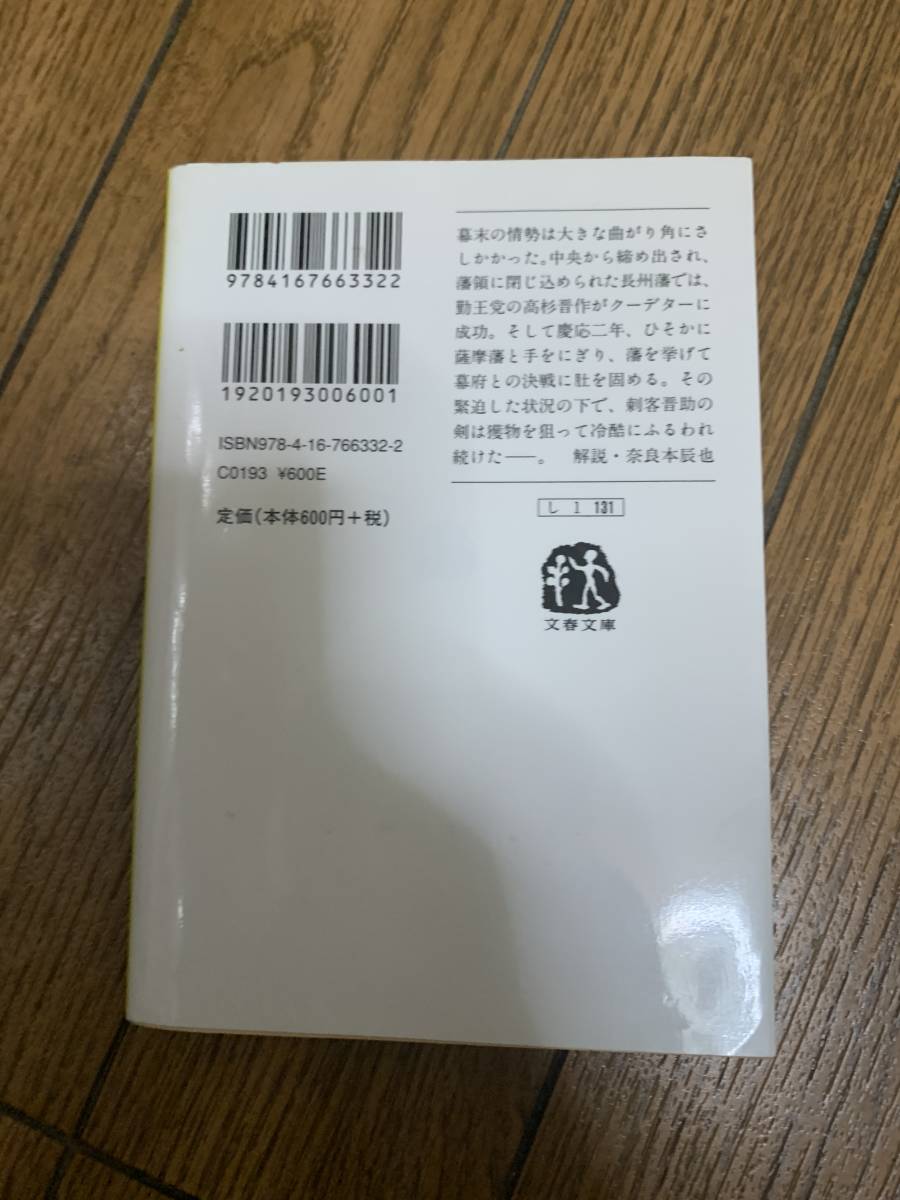 9784167663322
1920193006001
ISBN978-4-16-766332-2
C0193 ¥600E
定価(本体600円+税)
幕末の情勢は大きな曲がり角にさ
しかかった。中央から締め出され、
藩領に閉じ込められた長州藩では、
勤王党の高杉晋作がクーデターに
成功。そして慶応二年、ひそかに
薩摩藩と手をにぎり、藩を挙げて
幕府との決戦に肚を固める。その
緊迫した状況の下で、刺客晋助の
剣は獲物を狙って冷酷にふるわれ
続けた――。 解説・奈良本辰也
し 1 131
文春文庫